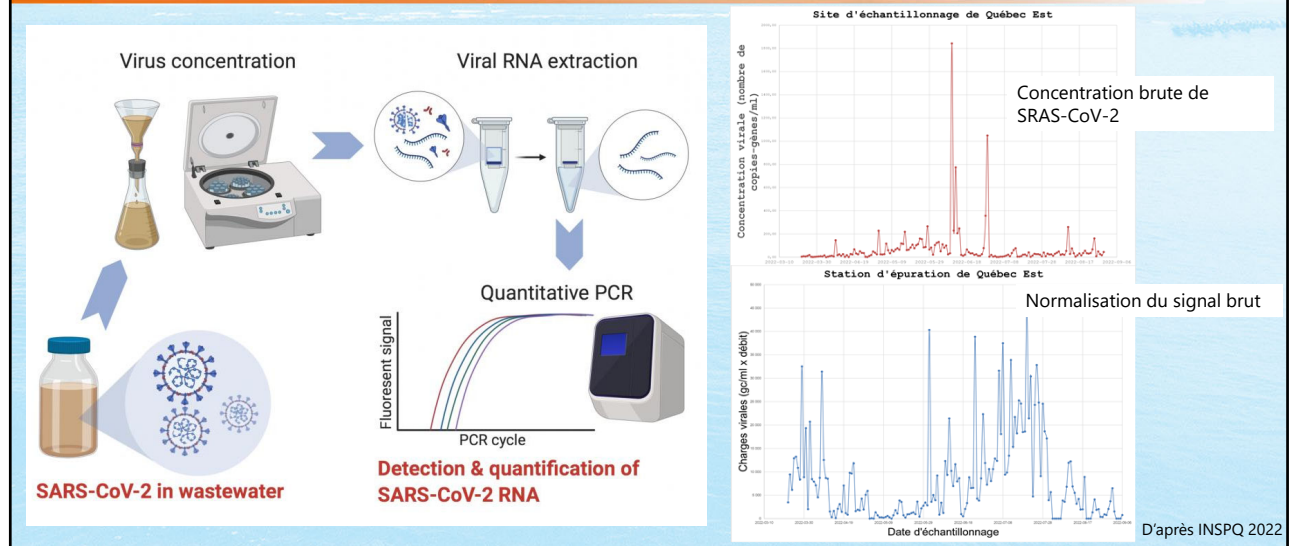 Virus concentration
Viral RNA extraction
Quantitative PCR
Fluoresent signal
PCR cycle
SARS-CoV-2 in wastewater
Detection & quantification of
SARS-CoV-2 RNA
Site d'échantillonnage de Québec Est
Concentration virale (nombre de
copies-gènes/ml)
Concentration brute de
SRAS-CoV-2
Station d'épuration de Québec Est
Normalisation du signal brut
Charges virales (gc/ml x débit)
Date d'échantillonnage
D'après INSPQ 2022